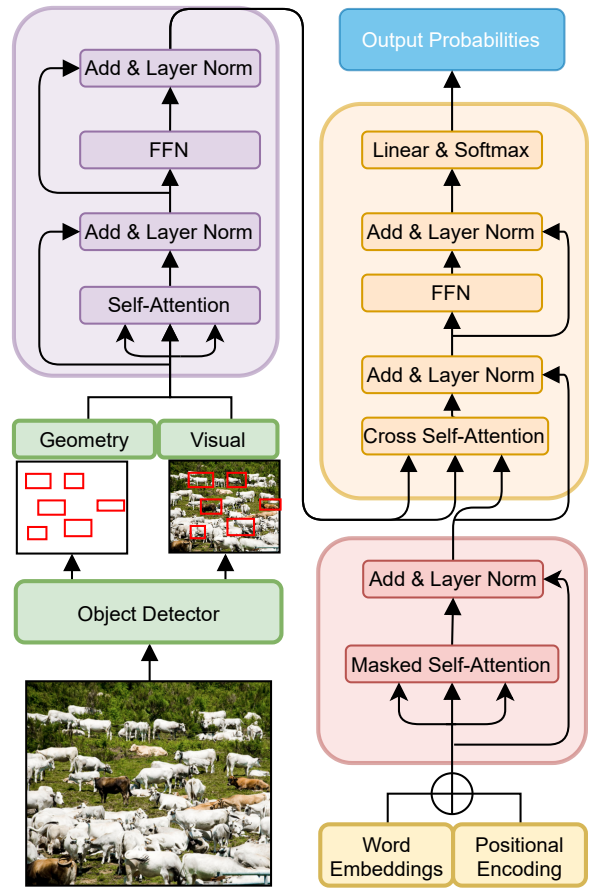 Add & Layer Norm
FFN
Add & Layer Norm
Self-Attention
Geometry
Visual
Object Detector
Output Probabilities
Linear & Softmax
Add & Layer Norm
FFN
Add & Layer Norm
Cross Self-Attention
Add & Layer Norm
Masked Self-Attention
Word
Embeddings
Positional
Encoding